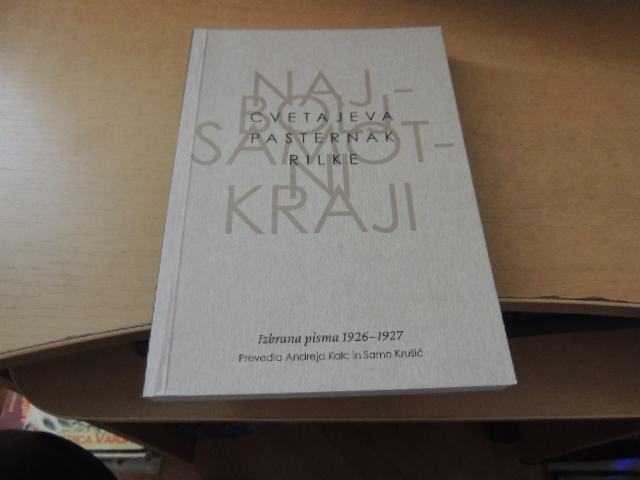 NAJ-
BOLJ
CVETAJEVA
SAMOT-
PASTERNAK
NI
RILKE
KRAJI
Izbrana pisma 1926–1927
Prevedla Andreja Kalc in Samo Krušič